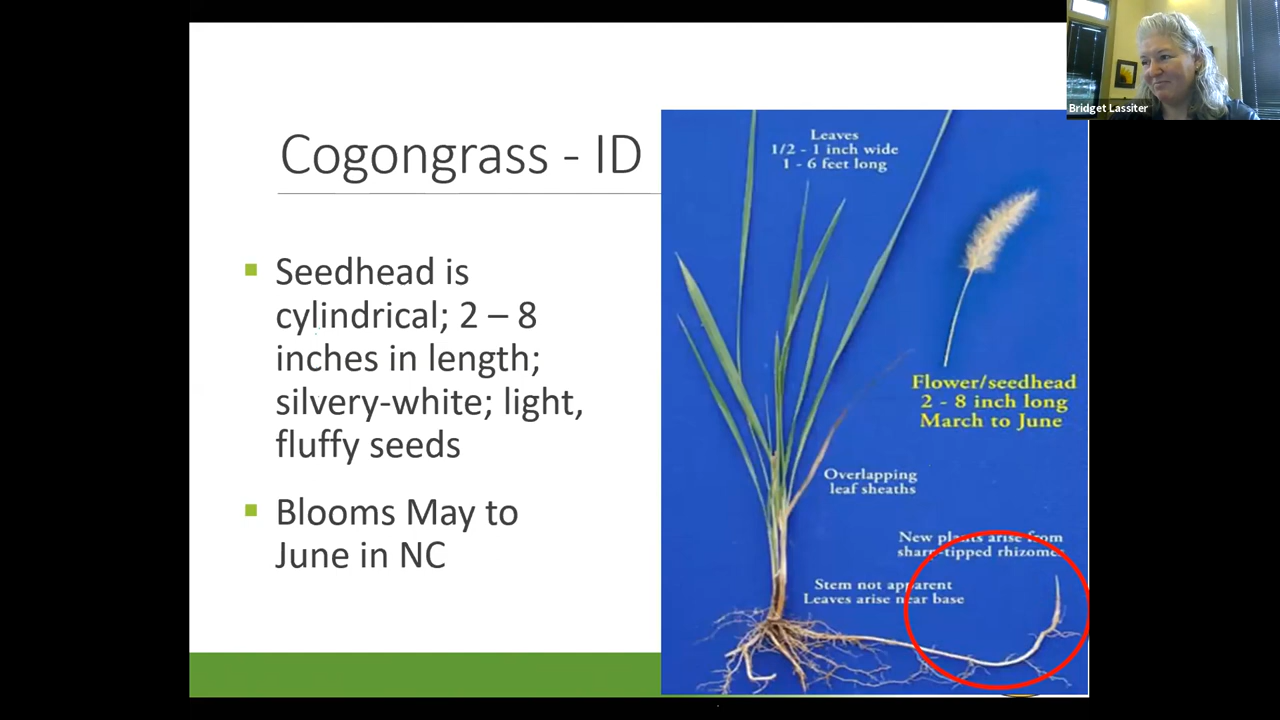 Bridget Lassiter
Cogongrass - ID
▪ Seedhead is
cylindrical; 2 – 8
inches in length;
silvery-white; light,
fluffy seeds
▪ Blooms May to
June in NC
Leaves
1/2 - 1 inch wide
1 - 6 feet long
Flower/seedhead
2 - 8 inch long
March to June
Overlapping
leaf sheaths
New plants arise from
sharp-tipped rhizomes
Stem not apparent
Leaves arise near base